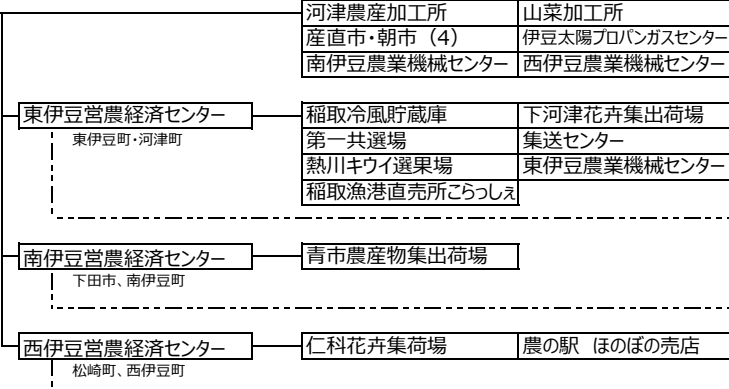 河津農産加工所 山菜加工所
産直市・朝市（4） 伊豆太陽プロパンガスセンター
南伊豆農業機械センター 西伊豆農業機械センター
東伊豆営農経済センター 稲取冷風貯蔵庫 下河津花卉集出荷場
東伊豆町・河津町 第一共選場 集送センター
熱川キウイ選果場 東伊豆農業機械センター
稲取漁港直売所こらっしぇ
南伊豆営農経済センター 青市農産物集出荷場
下田市、南伊豆町
西伊豆営農経済センター 仁科花卉集荷場 農の駅　ほのぼの売店
松崎町、西伊豆町